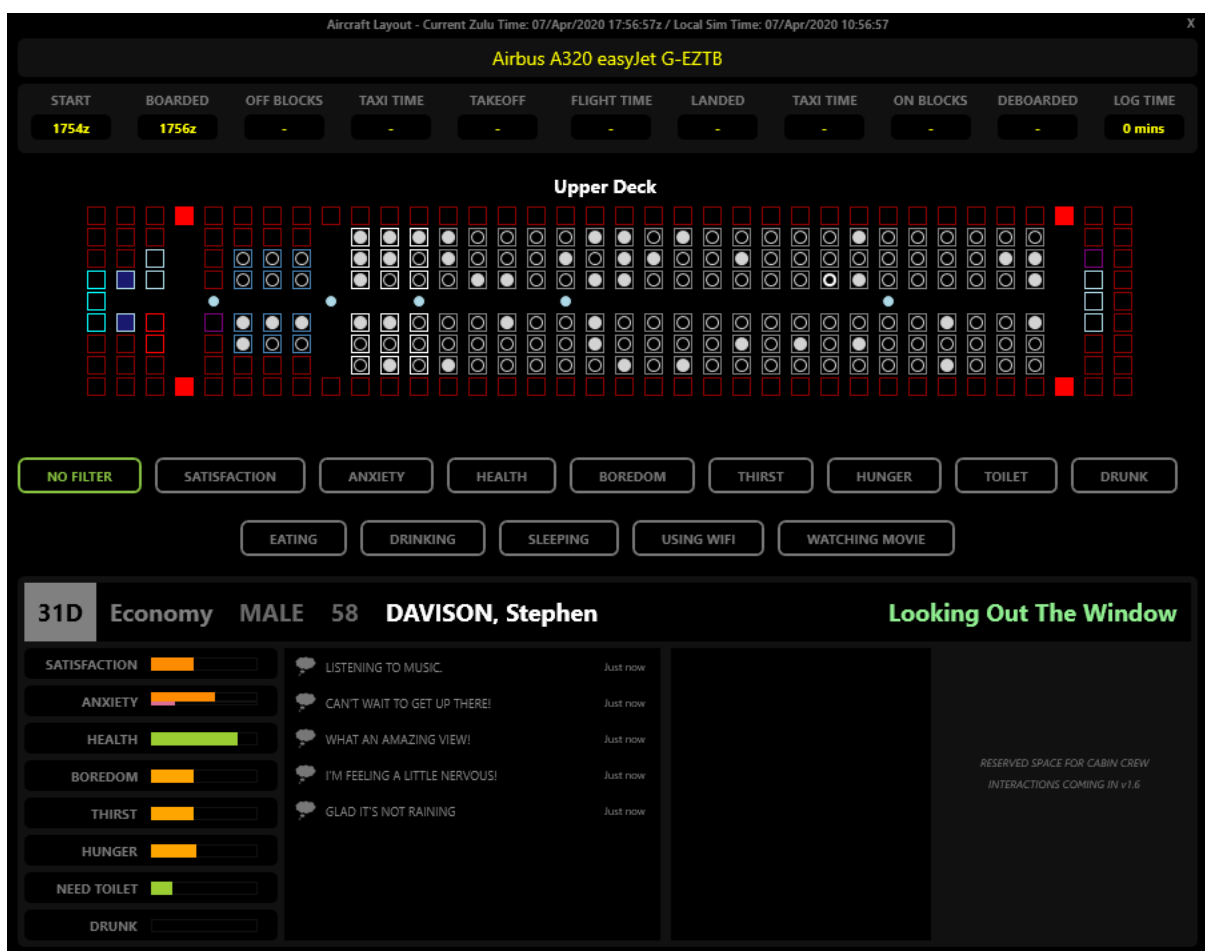 Aircraft Layout - Current Zulu Time: 07/Apr/2020 17:56:57z / Local Sim Time: 07/Apr/2020 10:56:57 X
Airbus A320 easyJet G-EZTB
START BOARDED OFF BLOCKS TAXI TIME TAKEOFF FLIGHT TIME LANDED TAXI TIME ON BLOCKS DEBOARDED LOG TIME
1754z 1756z - - - - - - - - 0 mins
Upper Deck
NO FILTER SATISFACTION ANXIETY HEALTH BOREDOM THIRST HUNGER TOILET DRUNK
EATING DRINKING SLEEPING USING WIFI WATCHING MOVIE
31D Economy MALE 58 DAVISON, Stephen Looking Out The Window
SATISFACTION
ANXIETY
HEALTH
BOREDOM
THIRST
HUNGER
NEED TOILET
DRUNK
LISTENING TO MUSIC. Just now
CAN'T WAIT TO GET UP THERE! Just now
WHAT AN AMAZING VIEW! Just now
I'M FEELING A LITTLE NERVOUS! Just now
GLAD IT'S NOT RAINING Just now
RESERVED SPACE FOR CABIN CREW
INTERACTIONS COMING IN v1.6